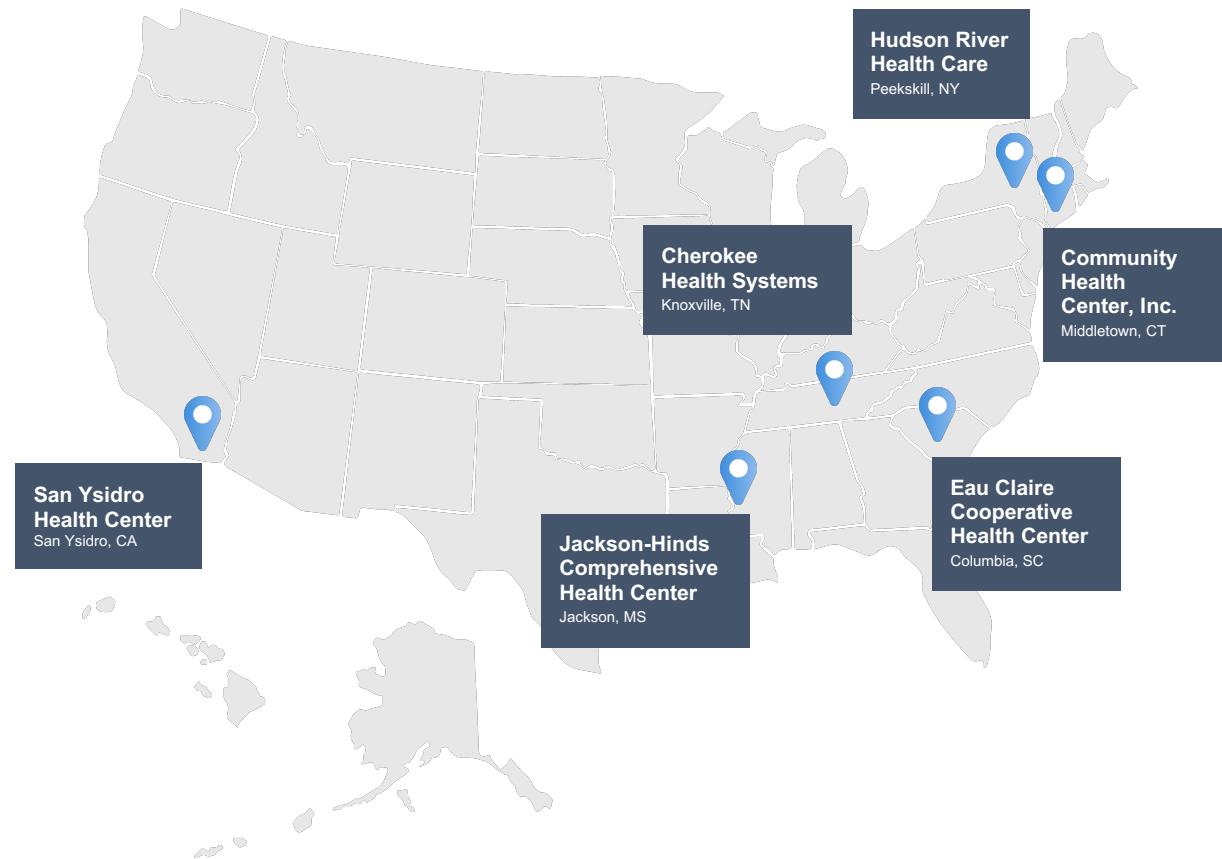 Hudson River
Health Care
Peekskill, NY
Cherokee
Health Systems
Knoxville, TN
Community
Health
Center, Inc.
Middletown, CT
San Ysidro
Health Center
San Ysidro, CA
Jackson-Hinds
Comprehensive
Health Center
Jackson, MS
Eau Claire
Cooperative
Health Center
Columbia, SC